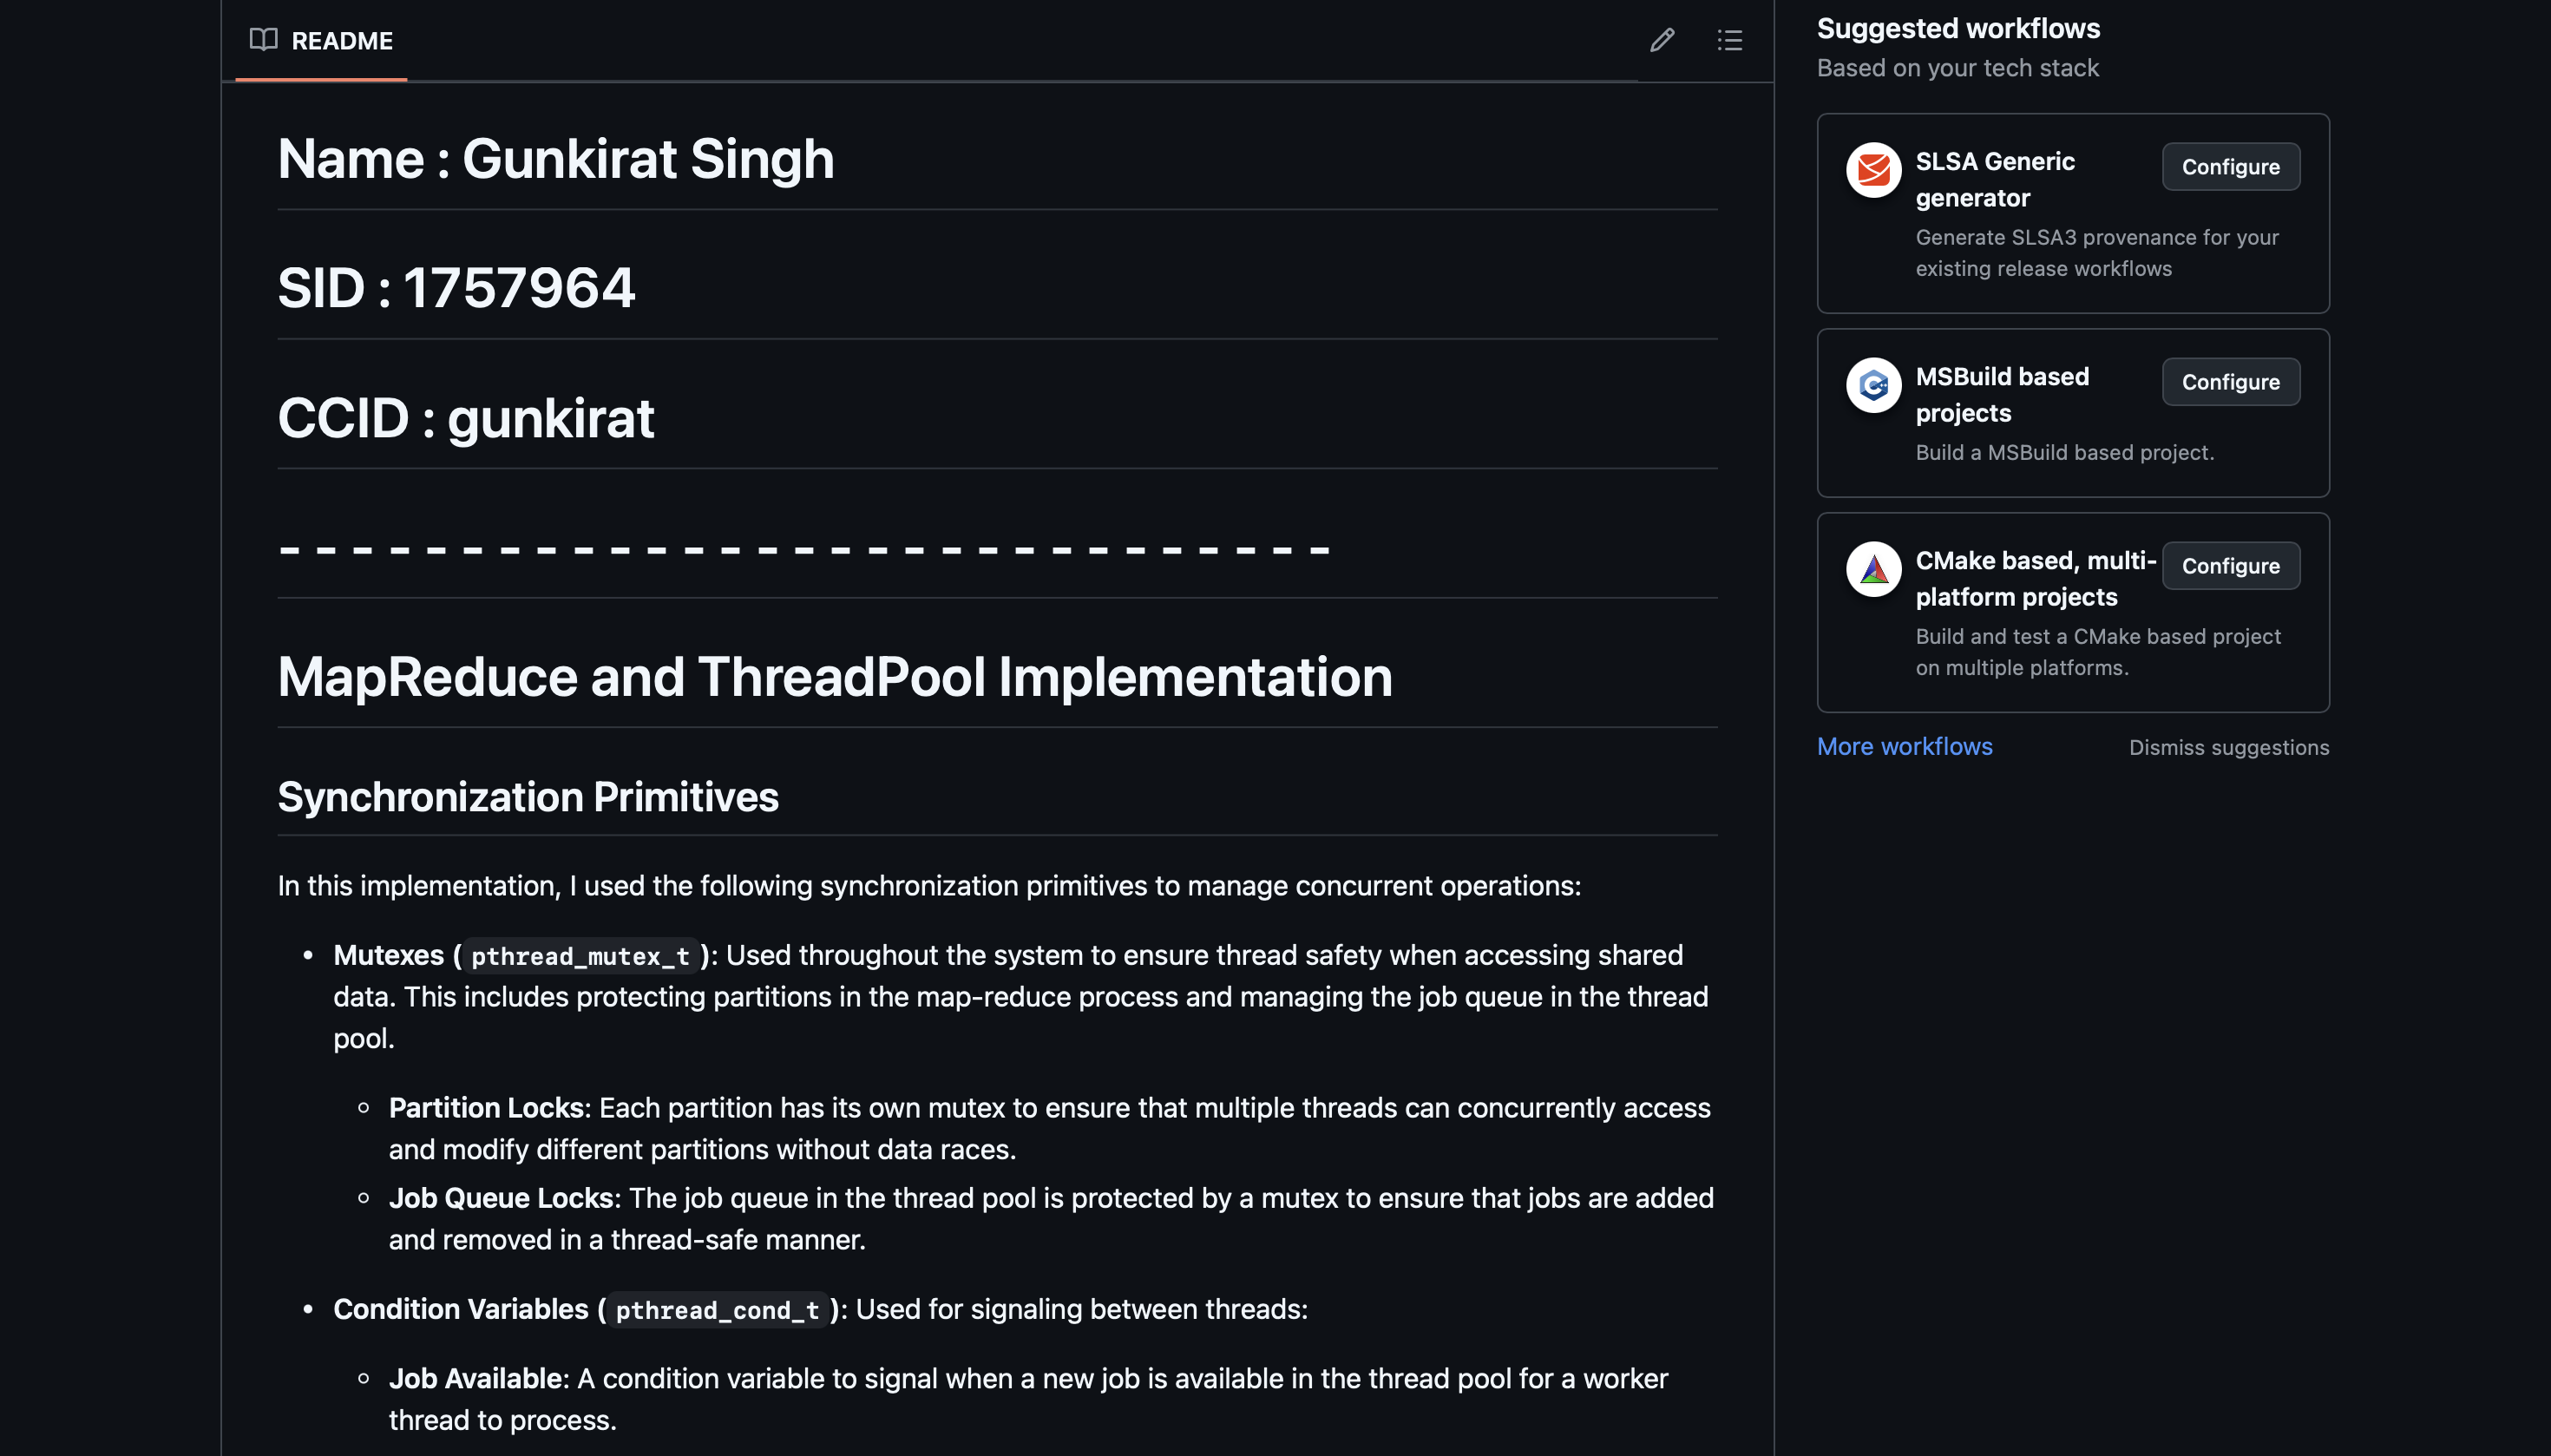 README
Name : Gunkirat Singh
SID : 1757964
CCID : gunkirat
- - - - - - - - - - - - - - - - - - - - - - - - - - - - -
MapReduce and ThreadPool Implementation
Synchronization Primitives
In this implementation, I used the following synchronization primitives to manage concurrent operations:
• Mutexes ( pthread_mutex_t ): Used throughout the system to ensure thread safety when accessing shared
data. This includes protecting partitions in the map-reduce process and managing the job queue in the thread
pool.
◦ Partition Locks: Each partition has its own mutex to ensure that multiple threads can concurrently access
and modify different partitions without data races.
◦ Job Queue Locks: The job queue in the thread pool is protected by a mutex to ensure that jobs are added
and removed in a thread-safe manner.
• Condition Variables ( pthread_cond_t ): Used for signaling between threads:
◦ Job Available: A condition variable to signal when a new job is available in the thread pool for a worker
thread to process.
Suggested workflows
Based on your tech stack
SLSA Generic
generator
Configure
Generate SLSA3 provenance for your
existing release workflows
MSBuild based
projects
Configure
Build a MSBuild based project.
CMake based, multi-
platform projects
Configure
Build and test a CMake based project
on multiple platforms.
More workflows
Dismiss suggestions